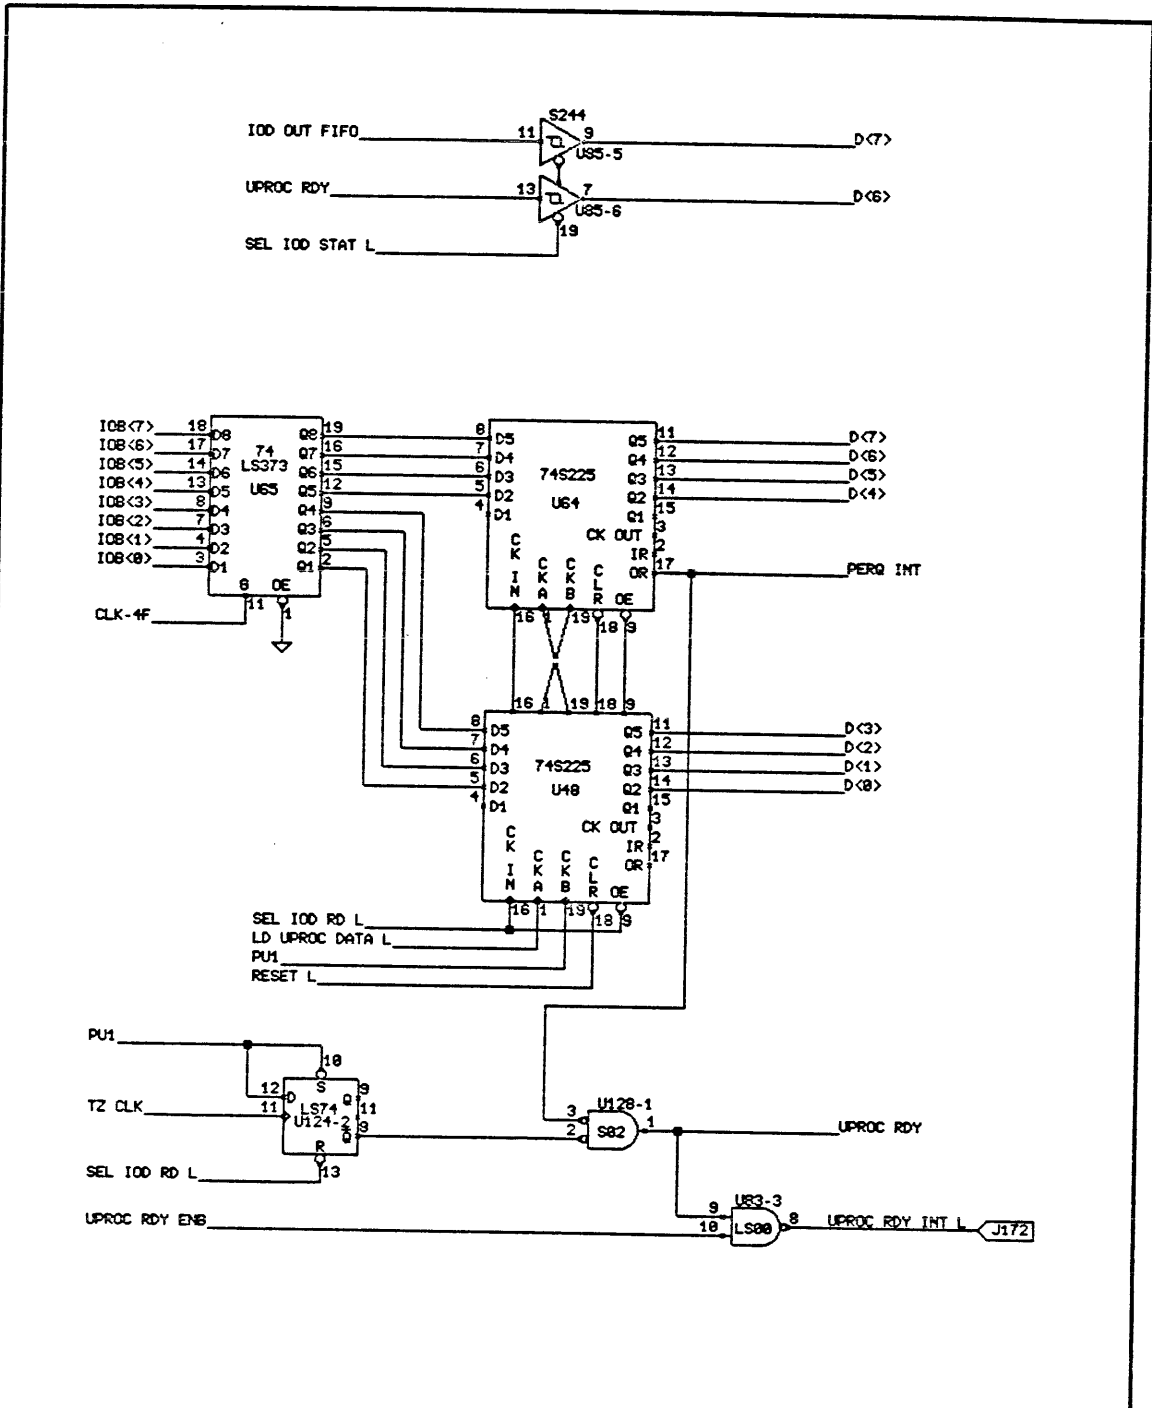 S244
IOD OUT FIFO 11 9 D<7>
U85-5
UPROC RDY 13 7 D<6>
U85-6
SEL IOD STAT L 19
IOB<7> 18 D8 Q8 19
IOB<6> 17 D7 Q7 16
IOB<5> 14 D6 Q6 15
IOB<4> 13 D5 Q5 12
IOB<3> 8 D4 Q4 9
IOB<2> 7 D3 Q3 6
IOB<1> 4 D2 Q2 5
IOB<0> 3 D1 Q1 2
74
LS373
U65
G OE
11 1
CLK-4F
8 D5 Q5 11 D<7>
7 D4 Q4 12 D<6>
6 D3 Q3 13 D<5>
5 D2 Q2 14 D<4>
4 D1 Q1 15
74S225
U64
CK OUT 3
IR 2
OR 17 PERQ INT
CK IN CKA CKB CLR OE
16 1 19 18 9
16 1 19 18 9
8 D5 Q5 11 D<3>
7 D4 Q4 12 D<2>
6 D3 Q3 13 D<1>
5 D2 Q2 14 D<0>
4 D1 Q1 15
74S225
U48
CK OUT 3
IR 2
OR 17
CK IN CKA CKB CLR OE
16 1 19 18 9
SEL IOD RD L
LD UPROC DATA L
PU1
RESET L
PU1
10
12 D S Q 9
TZ CLK 11 LS74 11
U124-2
Q 9
R
SEL IOD RD L 13
U128-1
3
2 S02 1 UPROC RDY
U83-3
9
UPROC RDY ENB 10 LS00 8 UPROC RDY INT L J172